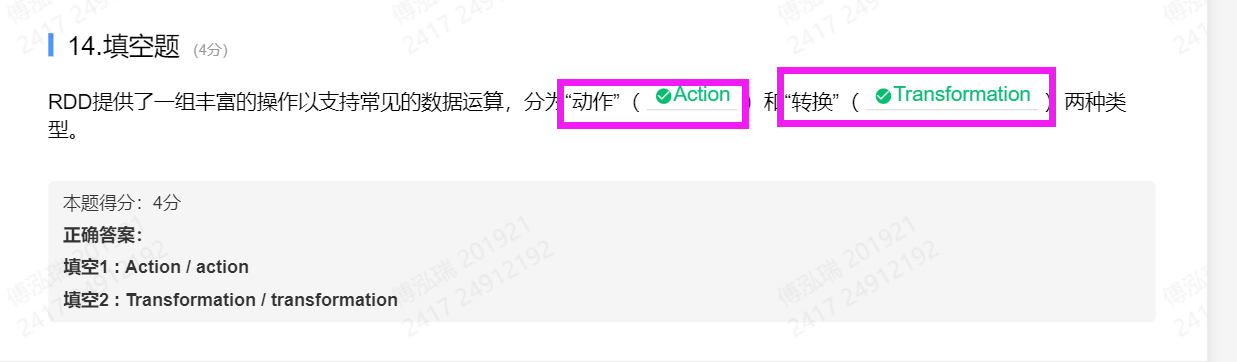 14.填空题 (4分)
RDD提供了一组丰富的操作以支持常见的数据运算，分为“动作”（ Action ）和“转换”（ Transformation ）两种类
型。
本题得分：4分
正确答案：
填空1 : Action / action
填空2 : Transformation / transformation
傅泓瑞 201921
2417 24912192